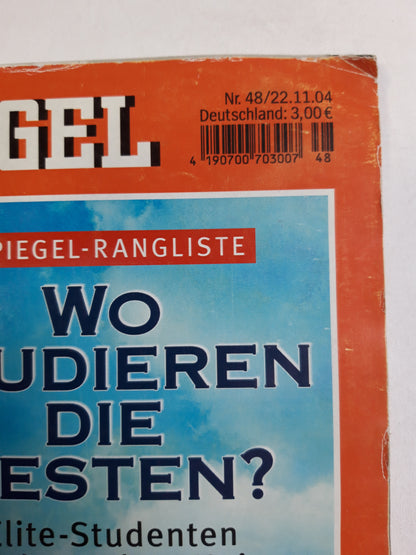 Nr. 48/22.11.04
Deutschland: 3,00 €
GEL
4 190700 703007 48
PIEGEL-RANGLISTE
WO
UDIEREN
DIE
ESTEN?
Elite-Studenten